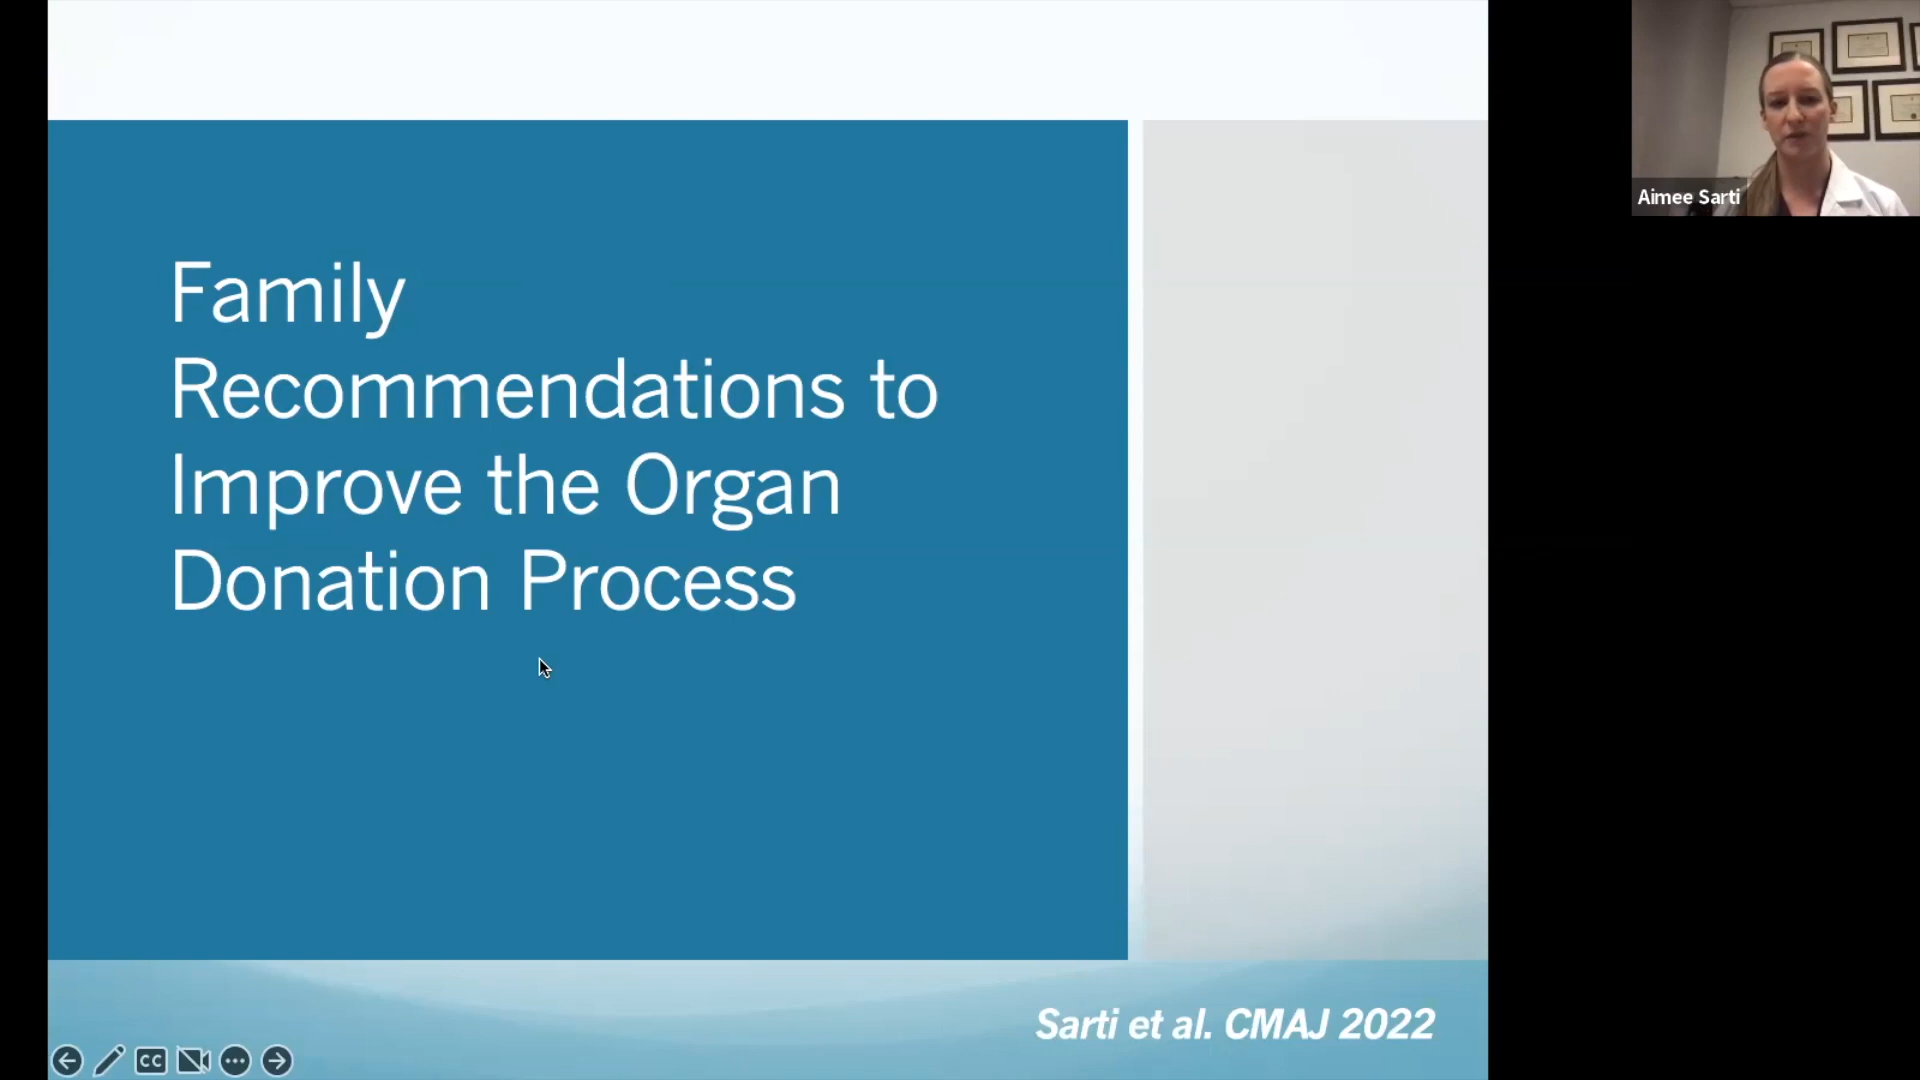 Family
Recommendations to
Improve the Organ
Donation Process
Sarti et al. CMAJ 2022
Aimee Sarti
CC